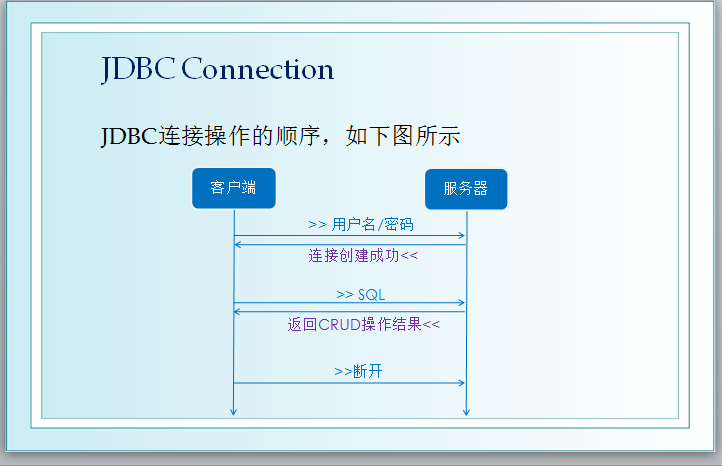 JDBC Connection
JDBC连接操作的顺序，如下图所示
客户端
服务器
>> 用户名/密码
连接创建成功<<
>> SQL
返回CRUD操作结果<<
>>断开